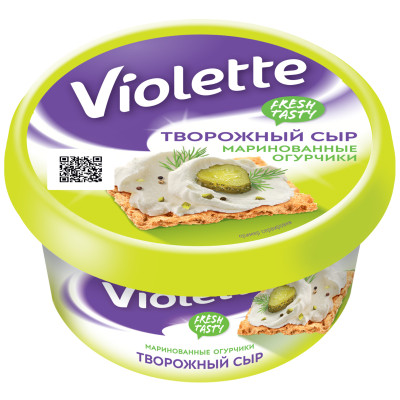 Violette
FRESH
TASTY
ТВОРОЖНЫЙ СЫР
МАРИНОВАННЫЕ
ОГУРЧИКИ
Violette
FRESH
TASTY
МАРИНОВАННЫЕ ОГУРЧИКИ
ТВОРОЖНЫЙ СЫР